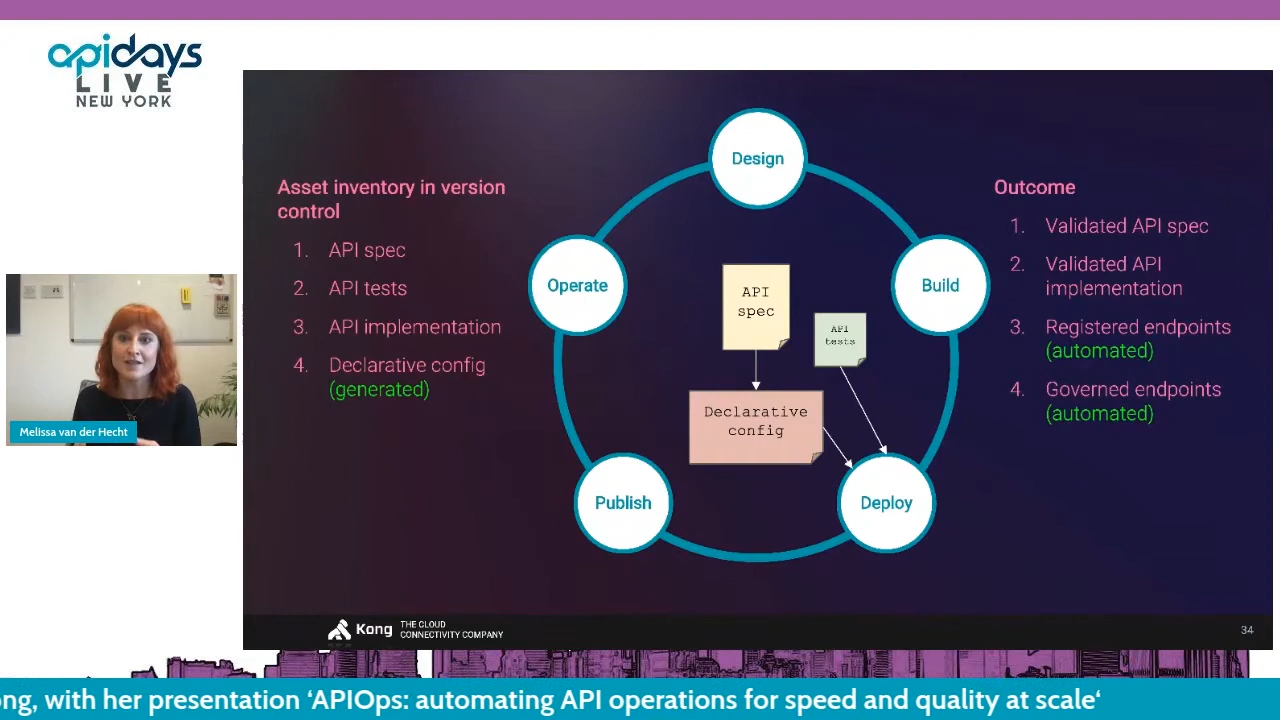 apidays
LIVE
NEW YORK
Asset inventory in version
control
1. API spec
2. API tests
3. API implementation
4. Declarative config
(generated)
Design
Operate
Build
API
spec
API
tests
Declarative
config
Publish
Deploy
Outcome
1. Validated API spec
2. Validated API
implementation
3. Registered endpoints
(automated)
4. Governed endpoints
(automated)
Melissa van der Hecht
Kong
THE CLOUD
CONNECTIVITY COMPANY
34
ong, with her presentation ‘APIOps: automating API operations for speed and quality at scale‘